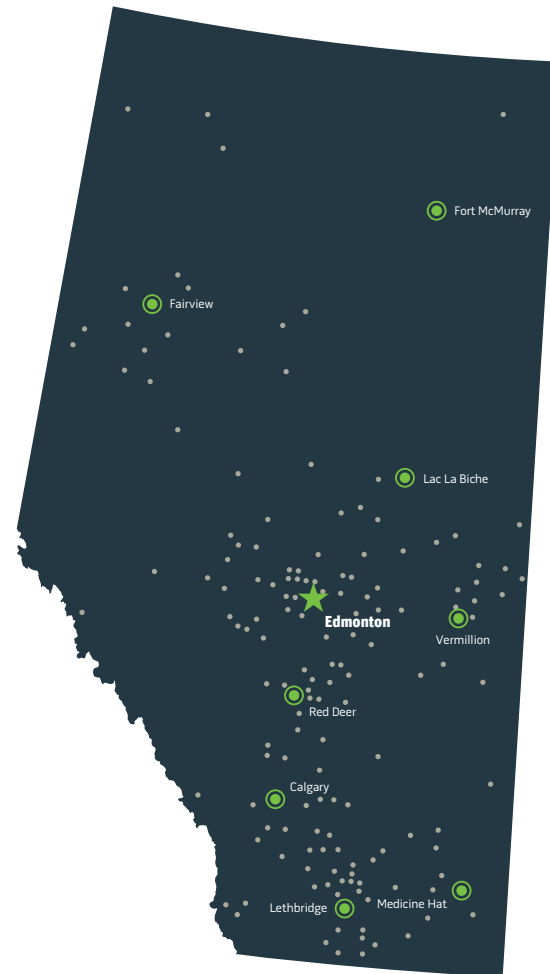 Fort McMurray
Fairview
Lac La Biche
Edmonton
Vermillion
Red Deer
Calgary
Medicine Hat
Lethbridge